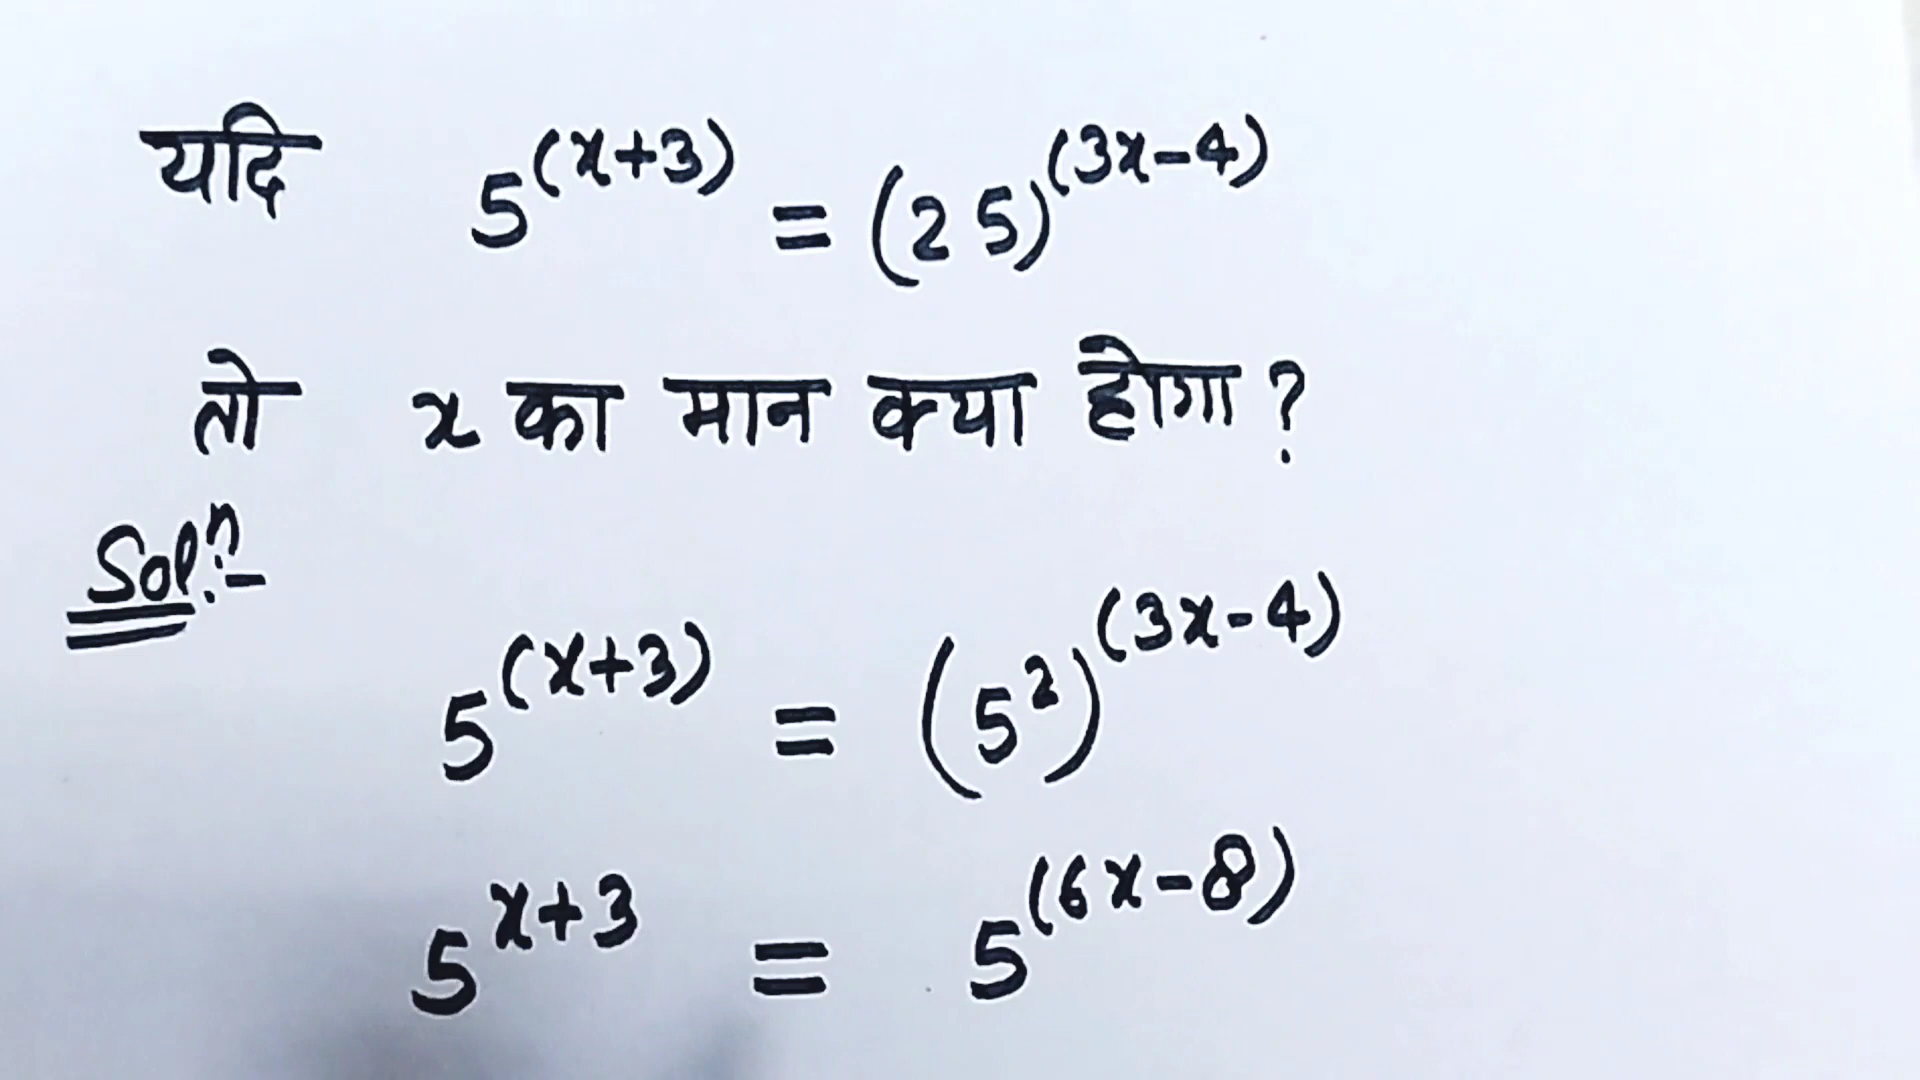 यदि 5^(x+3) = (25)^(3x-4)
तो x का मान क्या होगा ?
Solⁿ:-
5^(x+3) = (5²)^(3x-4)
5^x+3 = 5^(6x-8)